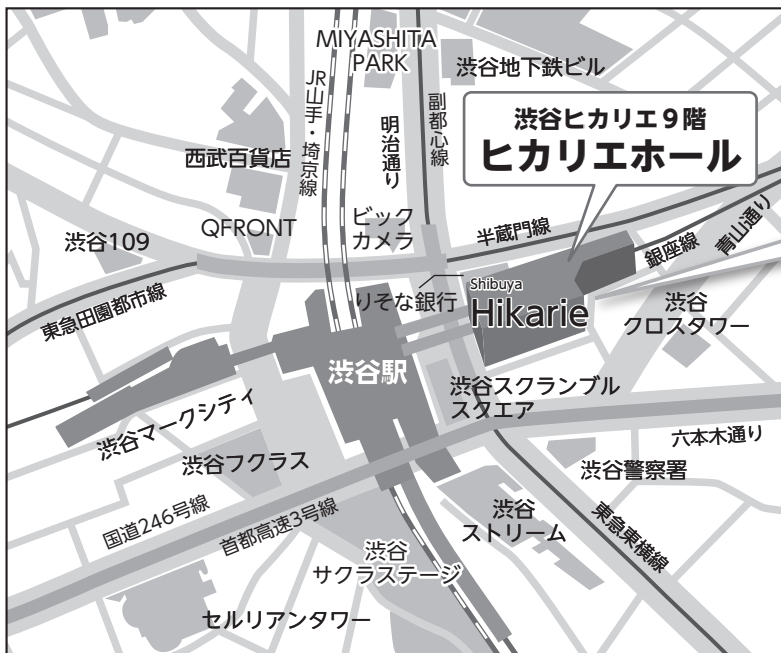 MIYASHITA
PARK
渋谷地下鉄ビル
JR山手・埼京線
明治通り
副都心線
渋谷ヒカリエ9階
ヒカリエホール
西武百貨店
QFRONT
ビック
カメラ
渋谷109
半蔵門線
銀座線
青山通り
東急田園都市線
りそな銀行
Shibuya
Hikarie
渋谷
クロスタワー
渋谷駅
渋谷スクランブル
スクエア
渋谷マークシティ
六本木通り
渋谷フクラス
渋谷警察署
国道246号線
首都高速3号線
渋谷
ストリーム
東急東横線
渋谷
サクラステージ
セルリアンタワー